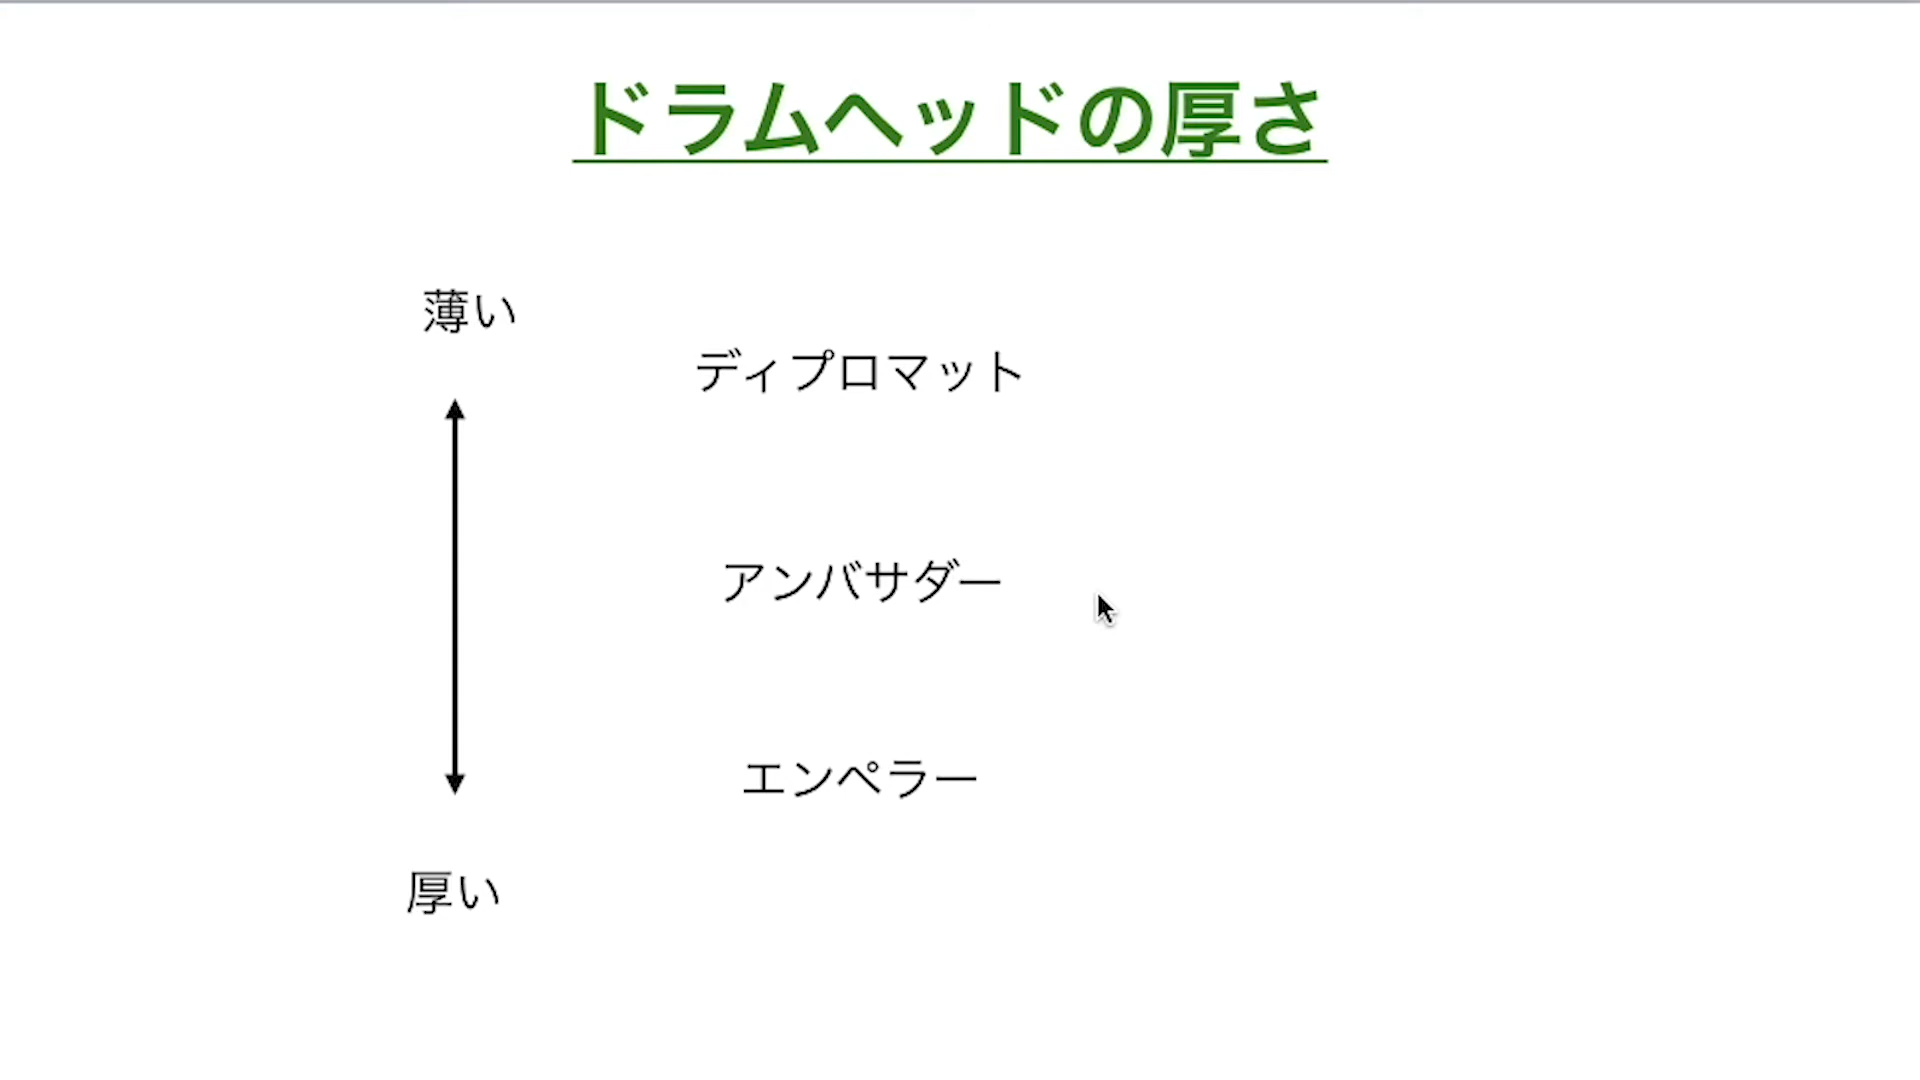 ドラムヘッドの厚さ
薄い
ディプロマット
アンバサダー
エンペラー
厚い